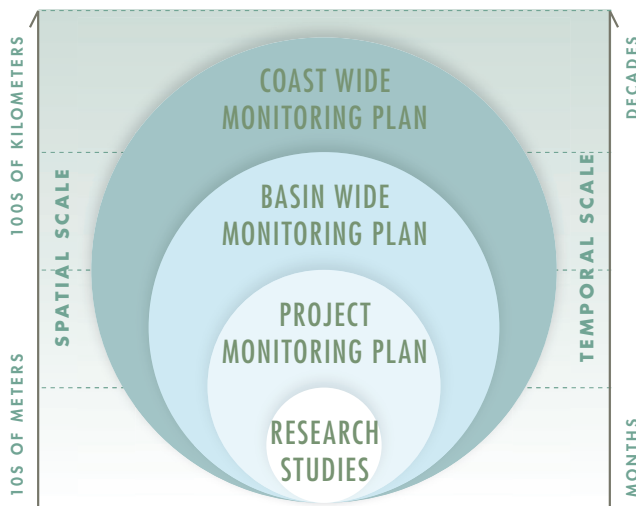 COAST WIDE
MONITORING PLAN
BASIN WIDE
MONITORING PLAN
PROJECT
MONITORING PLAN
RESEARCH
STUDIES
100S OF KILOMETERS
10S OF METERS
SPATIAL SCALE
TEMPORAL SCALE
DECADES
MONTHS